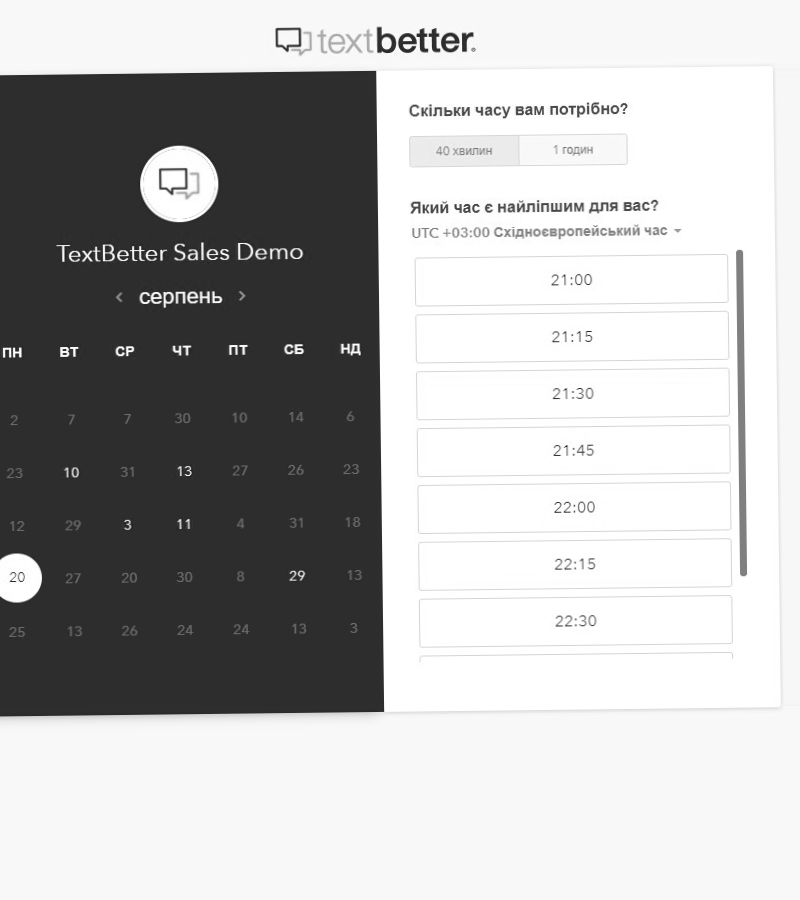 textbetter.
TextBetter Sales Demo
‹ серпень ›
ПН ВТ СР ЧТ ПТ СБ НД
2 7 7 30 10 14 6
23 10 31 13 27 26 23
12 29 3 11 4 31 18
20 27 20 30 8 29 13
25 13 26 24 24 13 3
Скільки часу вам потрібно?
40 хвилин 1 годин
Який час є найліпшим для вас?
UTC +03:00 Східноєвропейський час
21:00
21:15
21:30
21:45
22:00
22:15
22:30